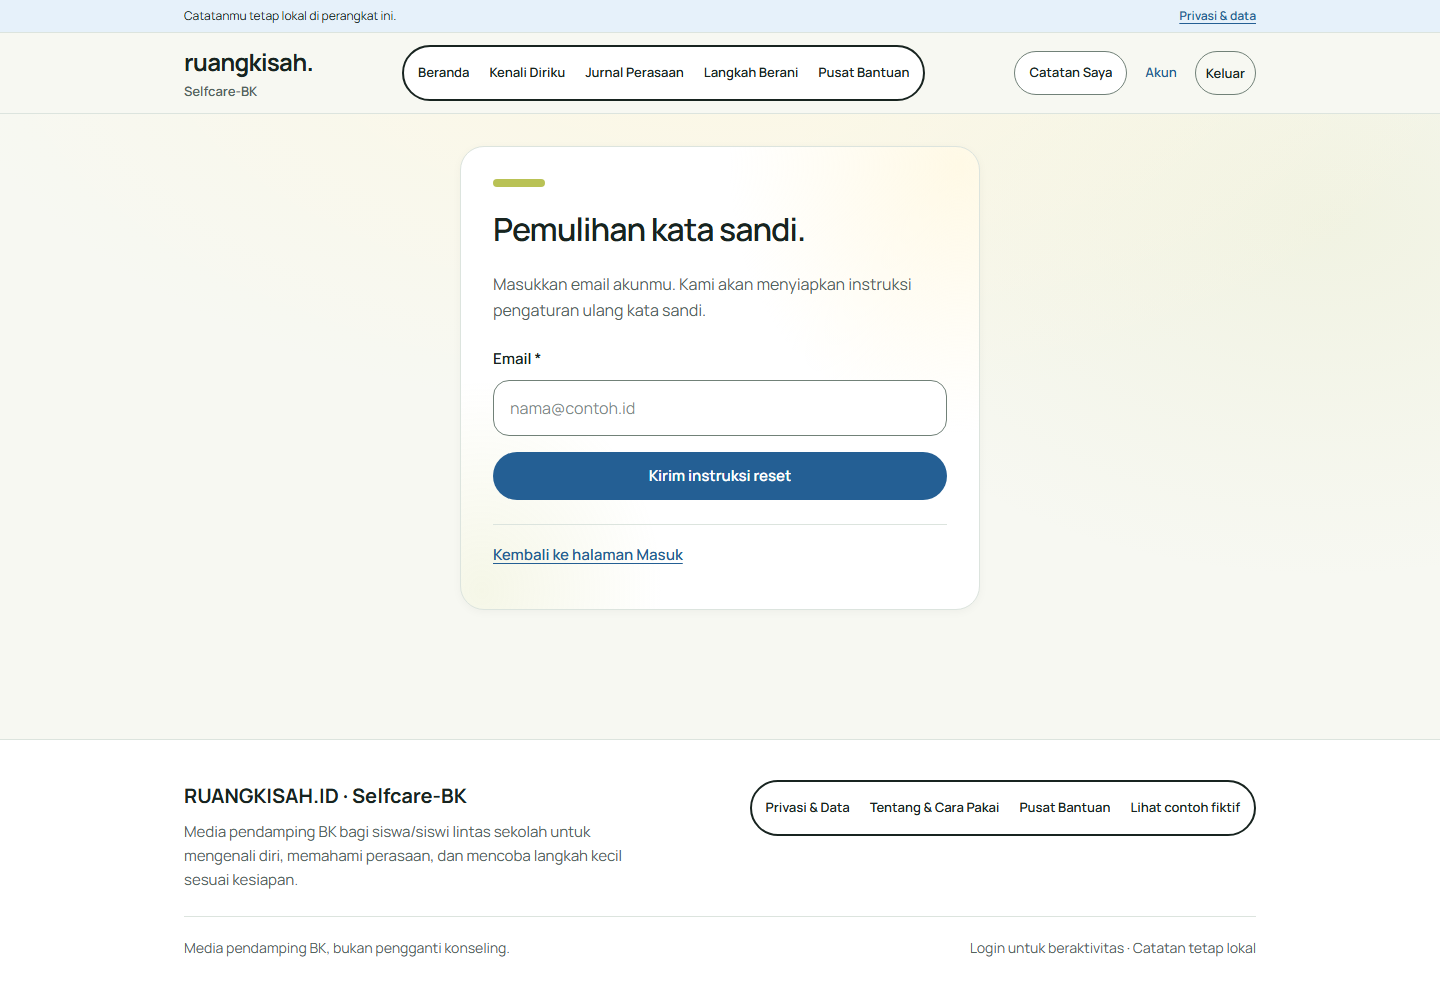 Catatanmu tetap lokal di perangkat ini.
Privasi & data
ruangkisah.
Selfcare-BK
Beranda
Kenali Diriku
Jurnal Perasaan
Langkah Berani
Pusat Bantuan
Catatan Saya
Akun
Keluar
Pemulihan kata sandi.
Masukkan email akunmu. Kami akan menyiapkan instruksi
pengaturan ulang kata sandi.
Email *
nama@contoh.id
Kirim instruksi reset
Kembali ke halaman Masuk
RUANGKISAH.ID · Selfcare-BK
Media pendamping BK bagi siswa/siswi lintas sekolah untuk
mengenali diri, memahami perasaan, dan mencoba langkah kecil
sesuai kesiapan.
Privasi & Data
Tentang & Cara Pakai
Pusat Bantuan
Lihat contoh fiktif
Media pendamping BK, bukan pengganti konseling.
Login untuk beraktivitas · Catatan tetap lokal